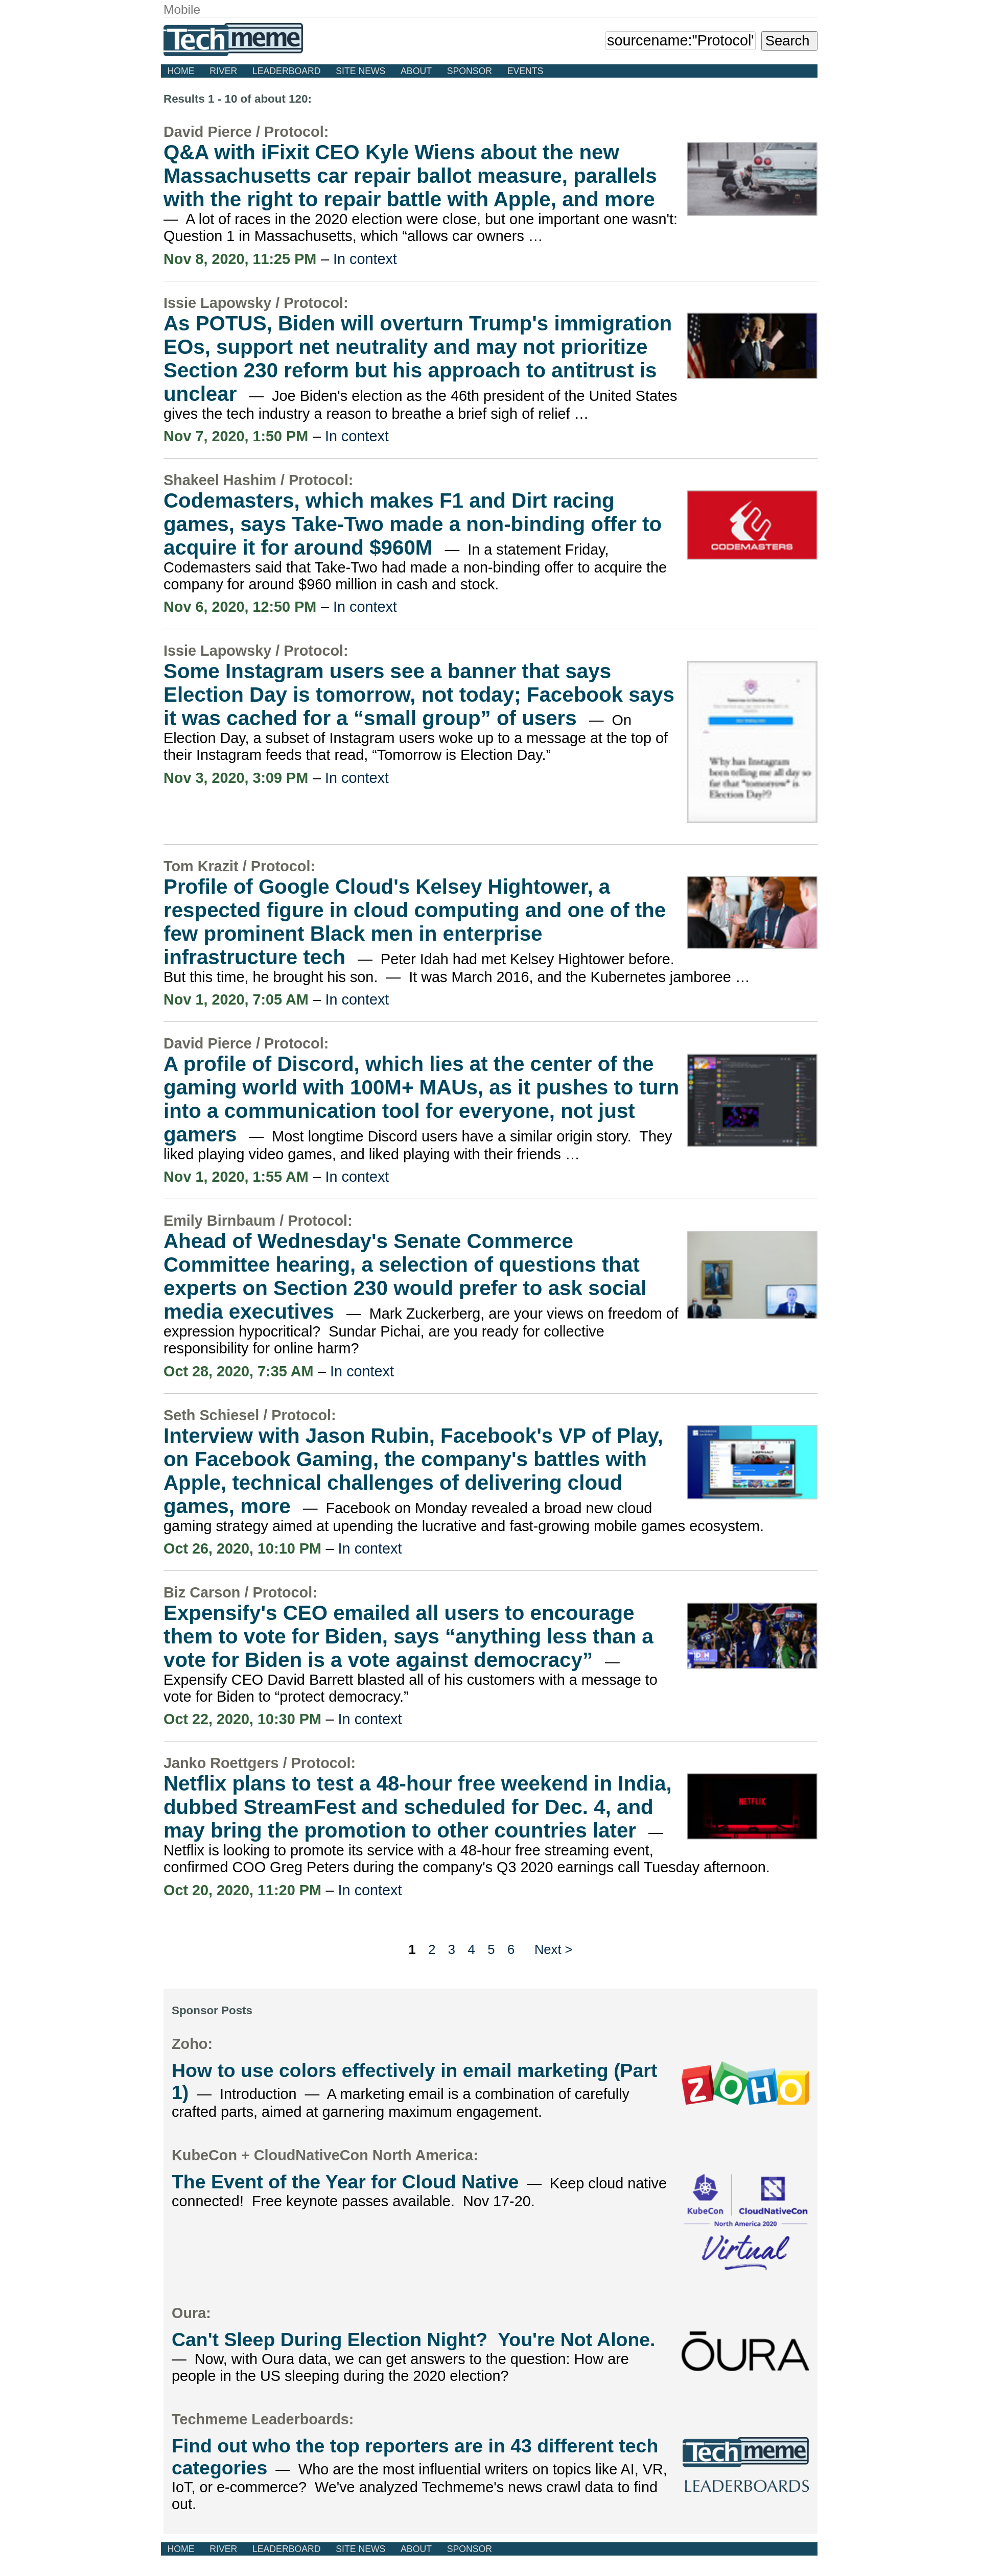 Mobile
Techmeme
sourcename:"Protocol"
Search
HOME RIVER LEADERBOARD SITE NEWS ABOUT SPONSOR EVENTS
Results 1 - 10 of about 120:
David Pierce / Protocol:
Q&A with iFixit CEO Kyle Wiens about the new
Massachusetts car repair ballot measure, parallels
with the right to repair battle with Apple, and more
— A lot of races in the 2020 election were close, but one important one wasn't:
Question 1 in Massachusetts, which “allows car owners …
Nov 8, 2020, 11:25 PM – In context
Issie Lapowsky / Protocol:
As POTUS, Biden will overturn Trump's immigration
EOs, support net neutrality and may not prioritize
Section 230 reform but his approach to antitrust is
unclear — Joe Biden's election as the 46th president of the United States
gives the tech industry a reason to breathe a brief sigh of relief …
Nov 7, 2020, 1:50 PM – In context
Shakeel Hashim / Protocol:
Codemasters, which makes F1 and Dirt racing
games, says Take-Two made a non-binding offer to
acquire it for around $960M — In a statement Friday,
Codemasters said that Take-Two had made a non-binding offer to acquire the
company for around $960 million in cash and stock.
CODEMASTERS
Nov 6, 2020, 12:50 PM – In context
Issie Lapowsky / Protocol:
Some Instagram users see a banner that says
Election Day is tomorrow, not today; Facebook says
it was cached for a “small group” of users — On
Election Day, a subset of Instagram users woke up to a message at the top of
their Instagram feeds that read, “Tomorrow is Election Day.”
Nov 3, 2020, 3:09 PM – In context
Tomorrow is Election Day
Why has Instagram
been telling me all day so
far that "tomorrow" is
Election Day??
Tom Krazit / Protocol:
Profile of Google Cloud's Kelsey Hightower, a
respected figure in cloud computing and one of the
few prominent Black men in enterprise
infrastructure tech — Peter Idah had met Kelsey Hightower before.
But this time, he brought his son. — It was March 2016, and the Kubernetes jamboree …
Nov 1, 2020, 7:05 AM – In context
David Pierce / Protocol:
A profile of Discord, which lies at the center of the
gaming world with 100M+ MAUs, as it pushes to turn
into a communication tool for everyone, not just
gamers — Most longtime Discord users have a similar origin story. They
liked playing video games, and liked playing with their friends …
Nov 1, 2020, 1:55 AM – In context
Emily Birnbaum / Protocol:
Ahead of Wednesday's Senate Commerce
Committee hearing, a selection of questions that
experts on Section 230 would prefer to ask social
media executives — Mark Zuckerberg, are your views on freedom of
expression hypocritical? Sundar Pichai, are you ready for collective
responsibility for online harm?
Oct 28, 2020, 7:35 AM – In context
Seth Schiesel / Protocol:
Interview with Jason Rubin, Facebook's VP of Play,
on Facebook Gaming, the company's battles with
Apple, technical challenges of delivering cloud
games, more — Facebook on Monday revealed a broad new cloud
gaming strategy aimed at upending the lucrative and fast-growing mobile games ecosystem.
Oct 26, 2020, 10:10 PM – In context
Biz Carson / Protocol:
Expensify's CEO emailed all users to encourage
them to vote for Biden, says “anything less than a
vote for Biden is a vote against democracy” —
Expensify CEO David Barrett blasted all of his customers with a message to
vote for Biden to “protect democracy.”
Oct 22, 2020, 10:30 PM – In context
Janko Roettgers / Protocol:
Netflix plans to test a 48-hour free weekend in India,
dubbed StreamFest and scheduled for Dec. 4, and
may bring the promotion to other countries later —
Netflix is looking to promote its service with a 48-hour free streaming event,
confirmed COO Greg Peters during the company's Q3 2020 earnings call Tuesday afternoon.
NETFLIX
Oct 20, 2020, 11:20 PM – In context
1 2 3 4 5 6 Next >
Sponsor Posts
Zoho:
How to use colors effectively in email marketing (Part
1) — Introduction — A marketing email is a combination of carefully
crafted parts, aimed at garnering maximum engagement.
ZOHO
KubeCon + CloudNativeCon North America:
The Event of the Year for Cloud Native — Keep cloud native
connected! Free keynote passes available. Nov 17-20.
KubeCon CloudNativeCon
North America 2020
Virtual
Oura:
Can't Sleep During Election Night? You're Not Alone.
— Now, with Oura data, we can get answers to the question: How are
people in the US sleeping during the 2020 election?
ŌURA
Techmeme Leaderboards:
Find out who the top reporters are in 43 different tech
categories — Who are the most influential writers on topics like AI, VR,
IoT, or e-commerce? We've analyzed Techmeme's news crawl data to find
out.
Techmeme
LEADERBOARDS
HOME RIVER LEADERBOARD SITE NEWS ABOUT SPONSOR